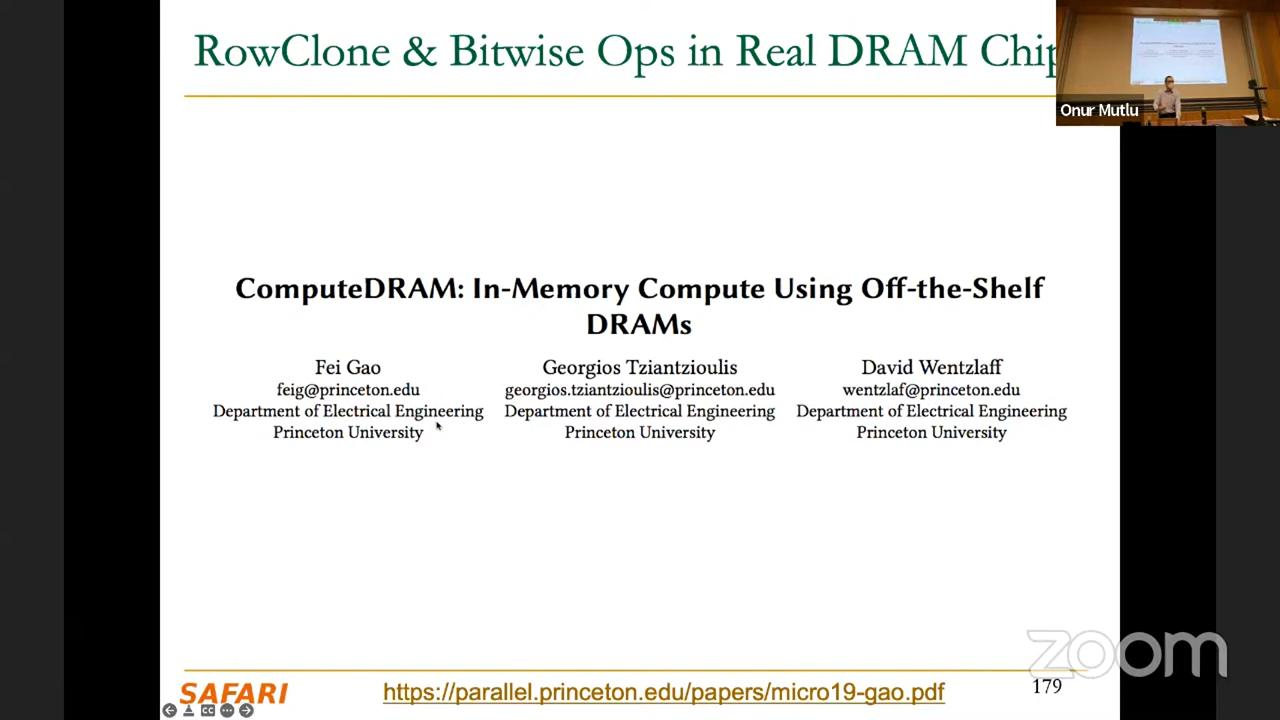 RowClone & Bitwise Ops in Real DRAM Chip
Onur Mutlu
ComputeDRAM: In-Memory Compute Using Off-the-Shelf
DRAMs
Fei Gao
feig@princeton.edu
Department of Electrical Engineering
Princeton University
Georgios Tziantzioulis
georgios.tziantzioulis@princeton.edu
Department of Electrical Engineering
Princeton University
David Wentzlaff
wentzlaf@princeton.edu
Department of Electrical Engineering
Princeton University
zoom
SAFARI
https://parallel.princeton.edu/papers/micro19-gao.pdf
179